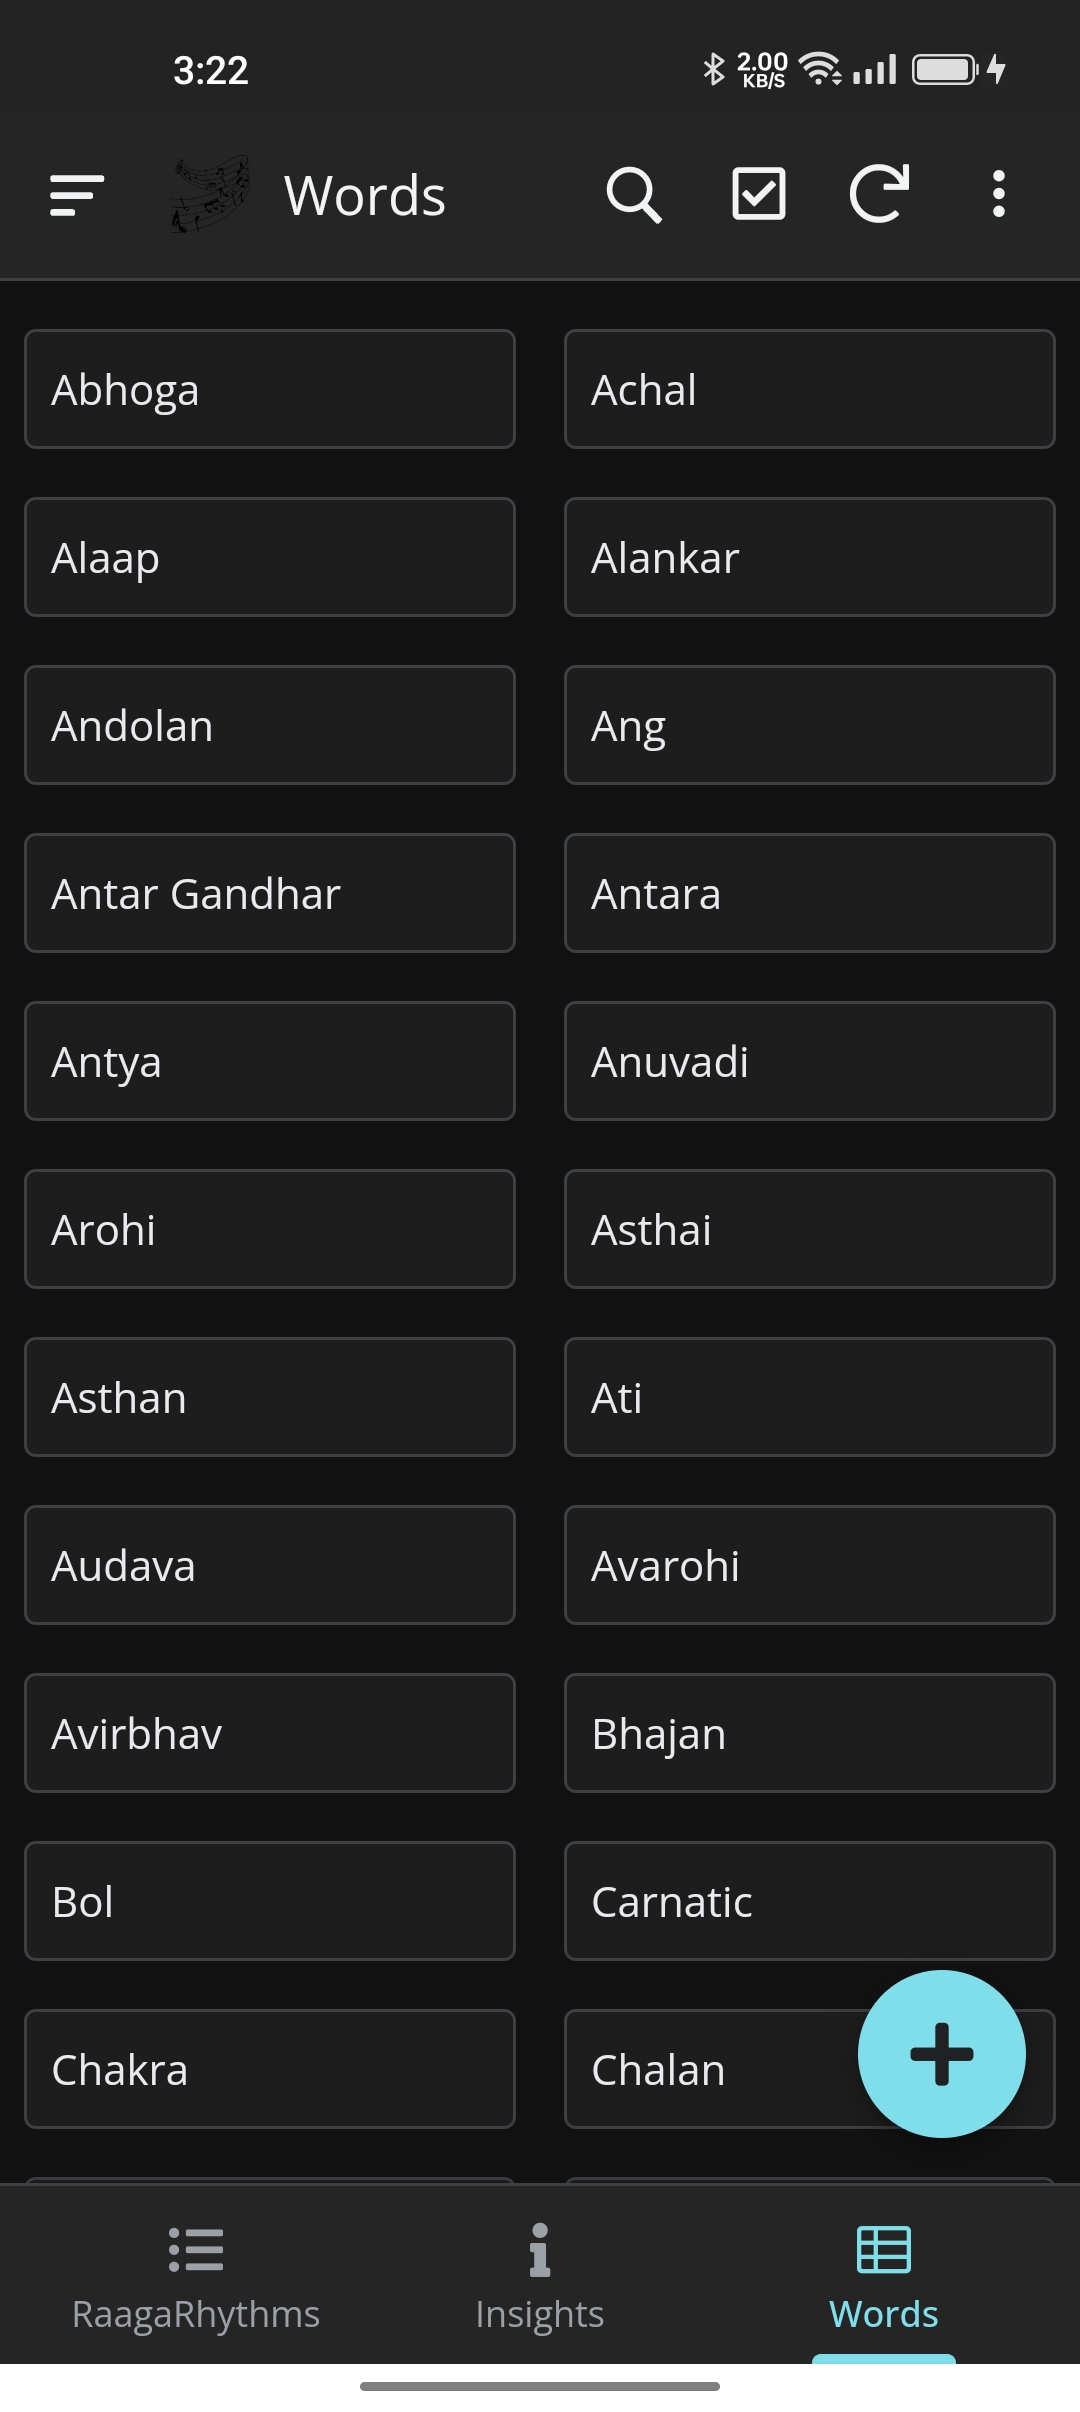 3:22
2.00
KB/S
Words
Abhoga
Achal
Alaap
Alankar
Andolan
Ang
Antar Gandhar
Antara
Antya
Anuvadi
Arohi
Asthai
Asthan
Ati
Audava
Avarohi
Avirbhav
Bhajan
Bol
Carnatic
Chakra
Chalan
RaagaRhythms
Insights
Words